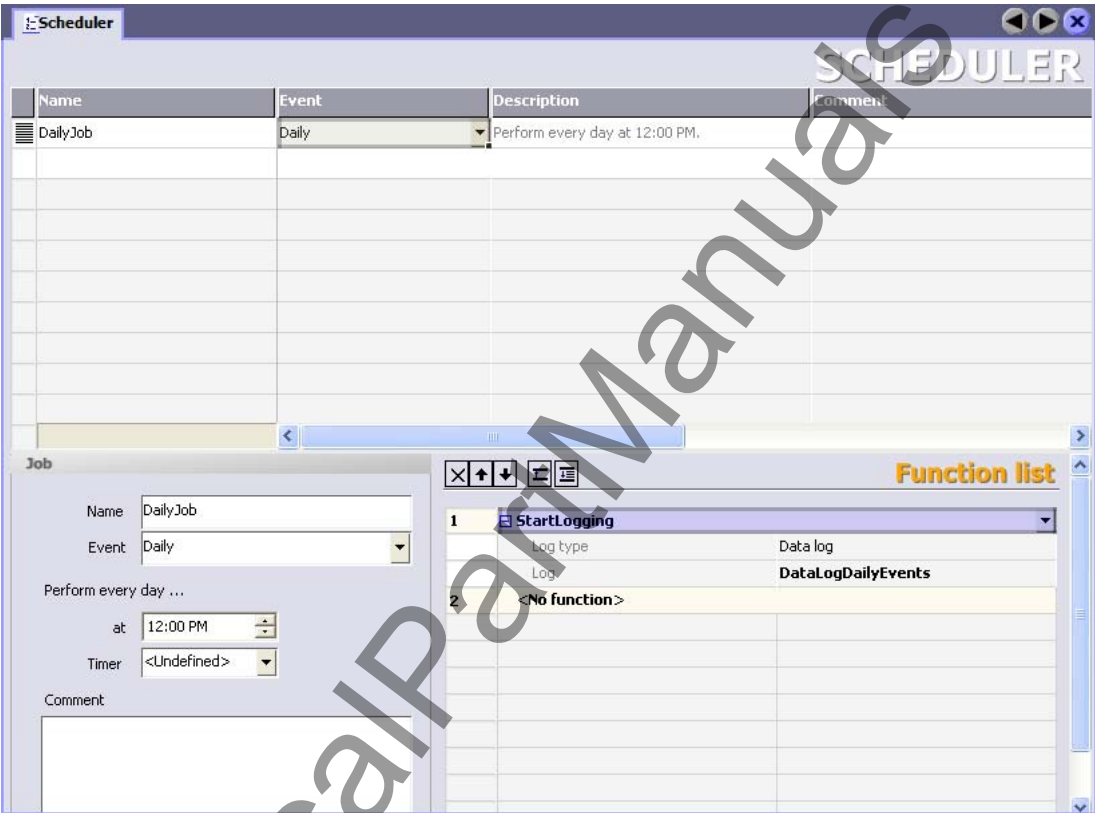 Scheduler
SCHEDULER
Name Event Description Comment
DailyJob Daily Perform every day at 12:00 PM.
Job
Function list
Name DailyJob
Event Daily
Perform every day ...
at 12:00 PM
Timer <Undefined>
Comment
1 StartLogging
Log type Data log
Log DataLogDailyEvents
2 <No function>
calPartManuals